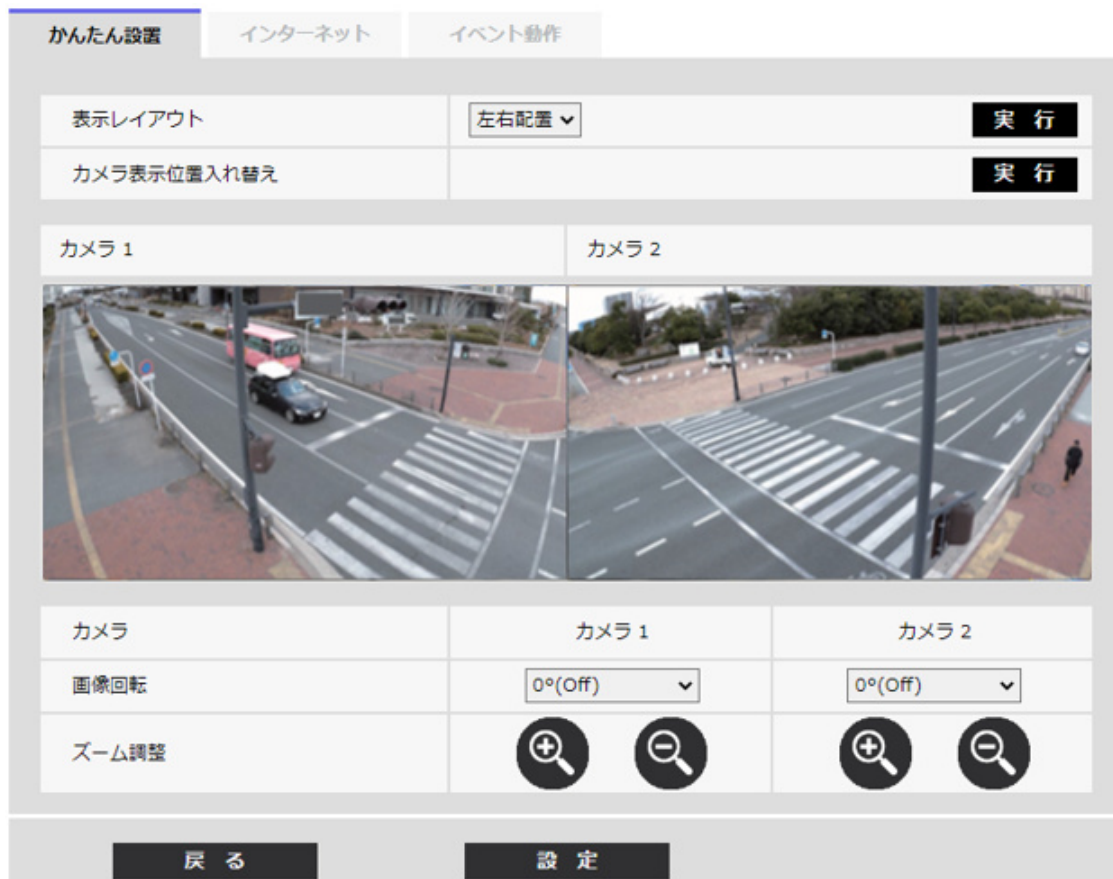 かんたん設置 インターネット イベント動作
表示レイアウト 左右配置 実 行
カメラ表示位置入れ替え 実 行
カメラ 1 カメラ 2
カメラ カメラ 1 カメラ 2
画像回転 0°(Off) 0°(Off)
ズーム調整
戻 る 設 定